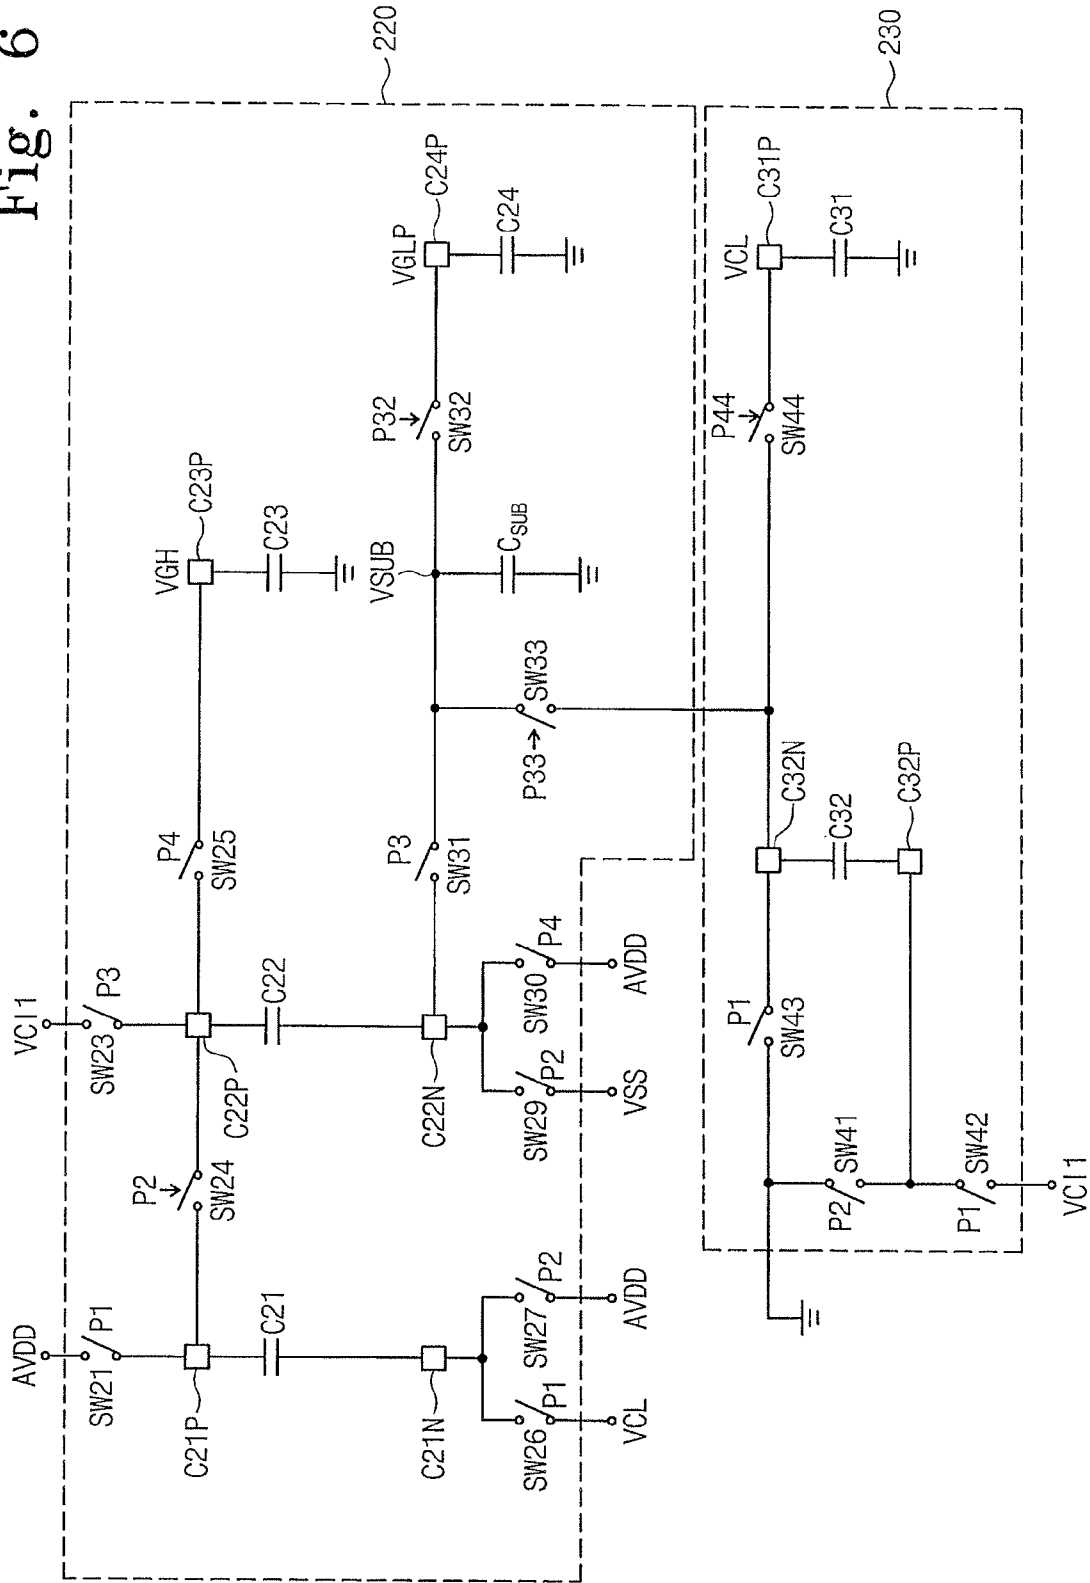 Fig. 6
220
VCI1
AVDD
P3
SW23
P1
SW21
C22P
P2
SW24
C21P
P4
SW25
VGH
C23P
C23
C22
C21
C22N
C21N
P3
SW31
VSUB
CSUB
P32
SW32
VGLP
C24P
C24
P33
SW33
SW30
P4
AVDD
SW29
P2
VSS
SW27
P2
AVDD
SW26
P1
VCL
230
P1
SW43
C32N
C32
C32P
P44
SW44
VCL
C31P
C31
P2
SW41
P1
SW42
VCI1